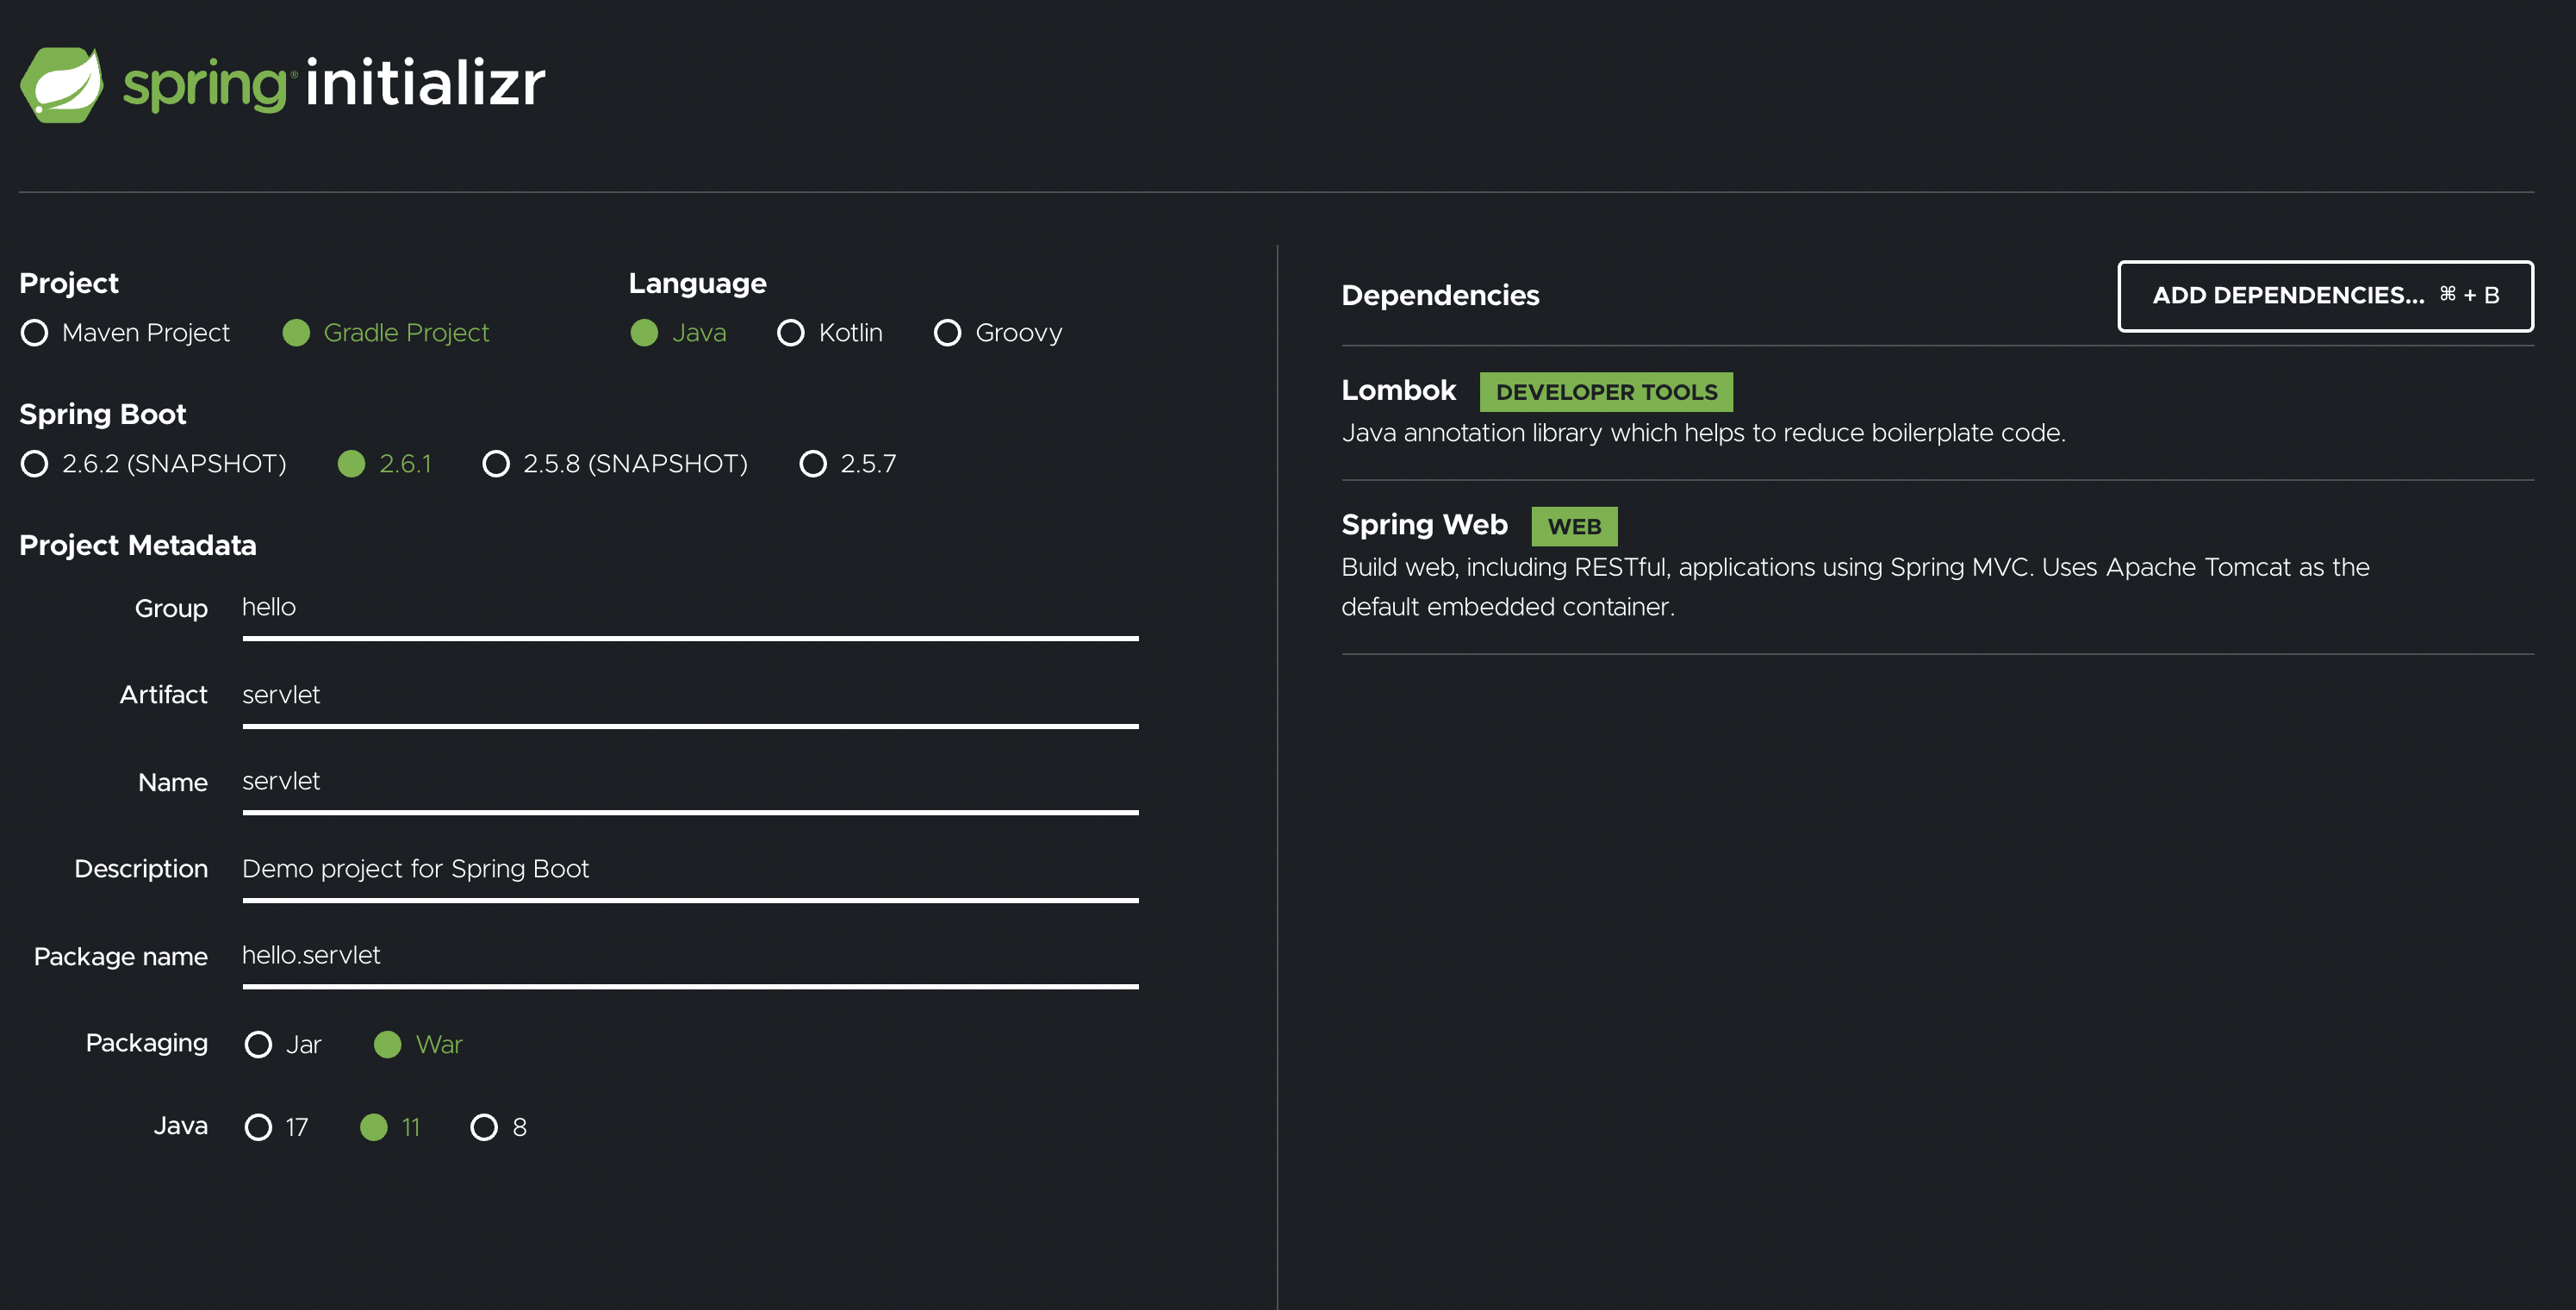 spring® initializr
Project
Maven Project Gradle Project
Language
Java Kotlin Groovy
Spring Boot
2.6.2 (SNAPSHOT) 2.6.1 2.5.8 (SNAPSHOT) 2.5.7
Project Metadata
Group hello
Artifact servlet
Name servlet
Description Demo project for Spring Boot
Package name hello.servlet
Packaging Jar War
Java 17 11 8
Dependencies
ADD DEPENDENCIES... ⌘ + B
Lombok DEVELOPER TOOLS
Java annotation library which helps to reduce boilerplate code.
Spring Web WEB
Build web, including RESTful, applications using Spring MVC. Uses Apache Tomcat as the
default embedded container.